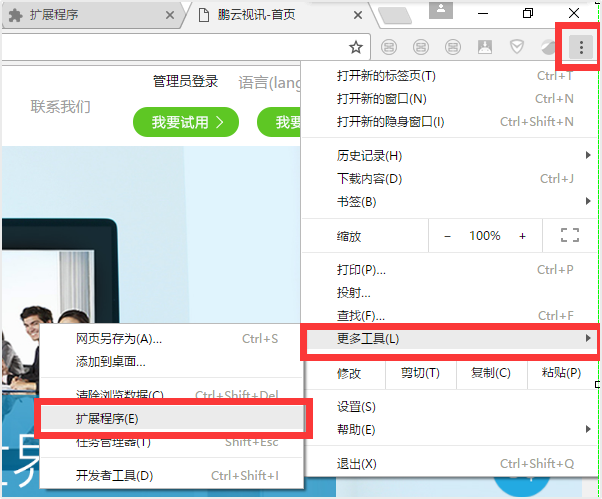 扩展程序
鹏云视讯-首页
管理员登录
语言(lang
联系我们
我要试用
我要
打开新的标签页(T) Ctrl+T
打开新的窗口(N) Ctrl+N
打开新的隐身窗口(I) Ctrl+Shift+N
历史记录(H)
下载内容(D) Ctrl+J
书签(B)
缩放 − 100% +
打印(P)... Ctrl+P
投射...
查找(F)... Ctrl+F
更多工具(L)
修改 剪切(T) 复制(C) 粘贴(P)
设置(S)
帮助(E)
退出(X) Ctrl+Shift+Q
网页另存为(A)... Ctrl+S
添加到桌面...
清除浏览数据(C) Ctrl+Shift+Del
扩展程序(E)
任务管理器(T) Shift+Esc
开发者工具(D) Ctrl+Shift+I